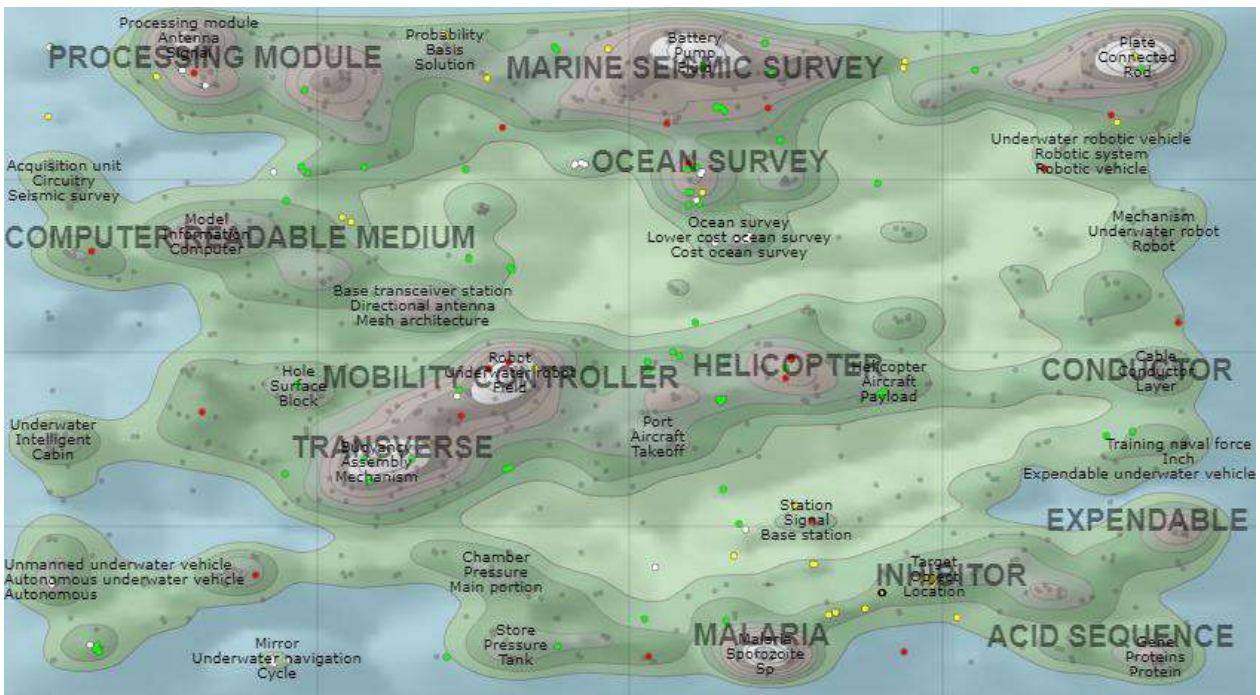 Processing module
Antenna
Signal
PROCESSING MODULE
Probability
Basis
Solution
Battery
Pump
Fluid
MARINE SEISMIC SURVEY
Plate
Connected
Rod
Acquisition unit
Circuitry
Seismic survey
OCEAN SURVEY
Underwater robotic vehicle
Robotic system
Robotic vehicle
Model
Information
Computer
COMPUTER READABLE MEDIUM
Ocean survey
Lower cost ocean survey
Cost ocean survey
Mechanism
Underwater robot
Robot
Base transceiver station
Directional antenna
Mesh architecture
Hole
Surface
Block
MOBILITY CONTROLLER
Robot
Underwater robot
Field
HELICOPTER
Helicopter
Aircraft
Payload
CONDUCTOR
Cable
Conductor
Layer
Underwater
Intelligent
Cabin
TRANSVERSE
Buoyancy
Assembly
Mechanism
Port
Aircraft
Takeoff
Training naval force
Inch
Expendable underwater vehicle
Station
Signal
Base station
EXPENDABLE
Unmanned underwater vehicle
Autonomous underwater vehicle
Autonomous
Chamber
Pressure
Main portion
INHIBITOR
Target
Object
Location
Mirror
Underwater navigation
Cycle
Store
Pressure
Tank
MALARIA
Malaria
Sporozoite
Sp
ACID SEQUENCE
Gene
Proteins
Protein